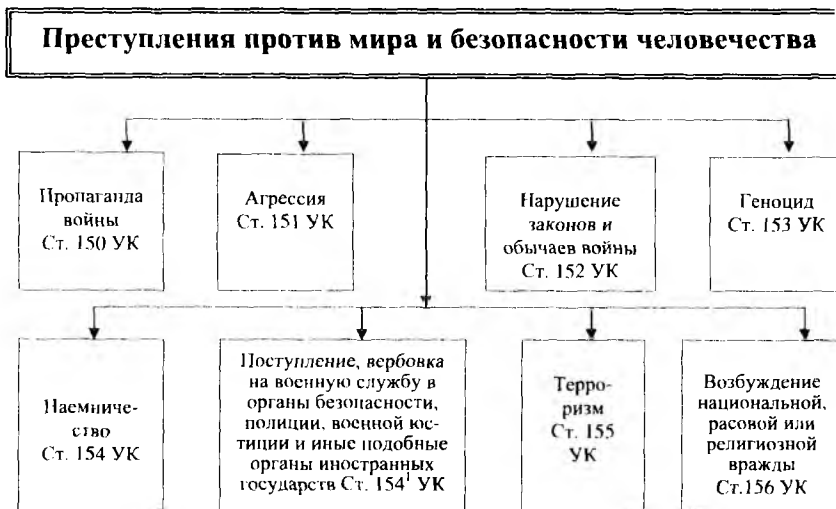 Преступления против мира и безопасности человечества
Пропаганда
войны
Ст. 150 УК
Агрессия
Ст. 151 УК
Нарушение
законов и
обычаев войны
Ст. 152 УК
Геноцид
Ст. 153 УК
Наемниче-
ство
Ст. 154 УК
Поступление, вербовка
на военную службу в
органы безопасности,
полиции, военной юс-
тиции и иные подобные
органы иностранных
государств Ст. 154¹ УК
Терро-
ризм
Ст. 155
УК
Возбуждение
национальной,
расовой или
религиозной
вражды
Ст.156 УК